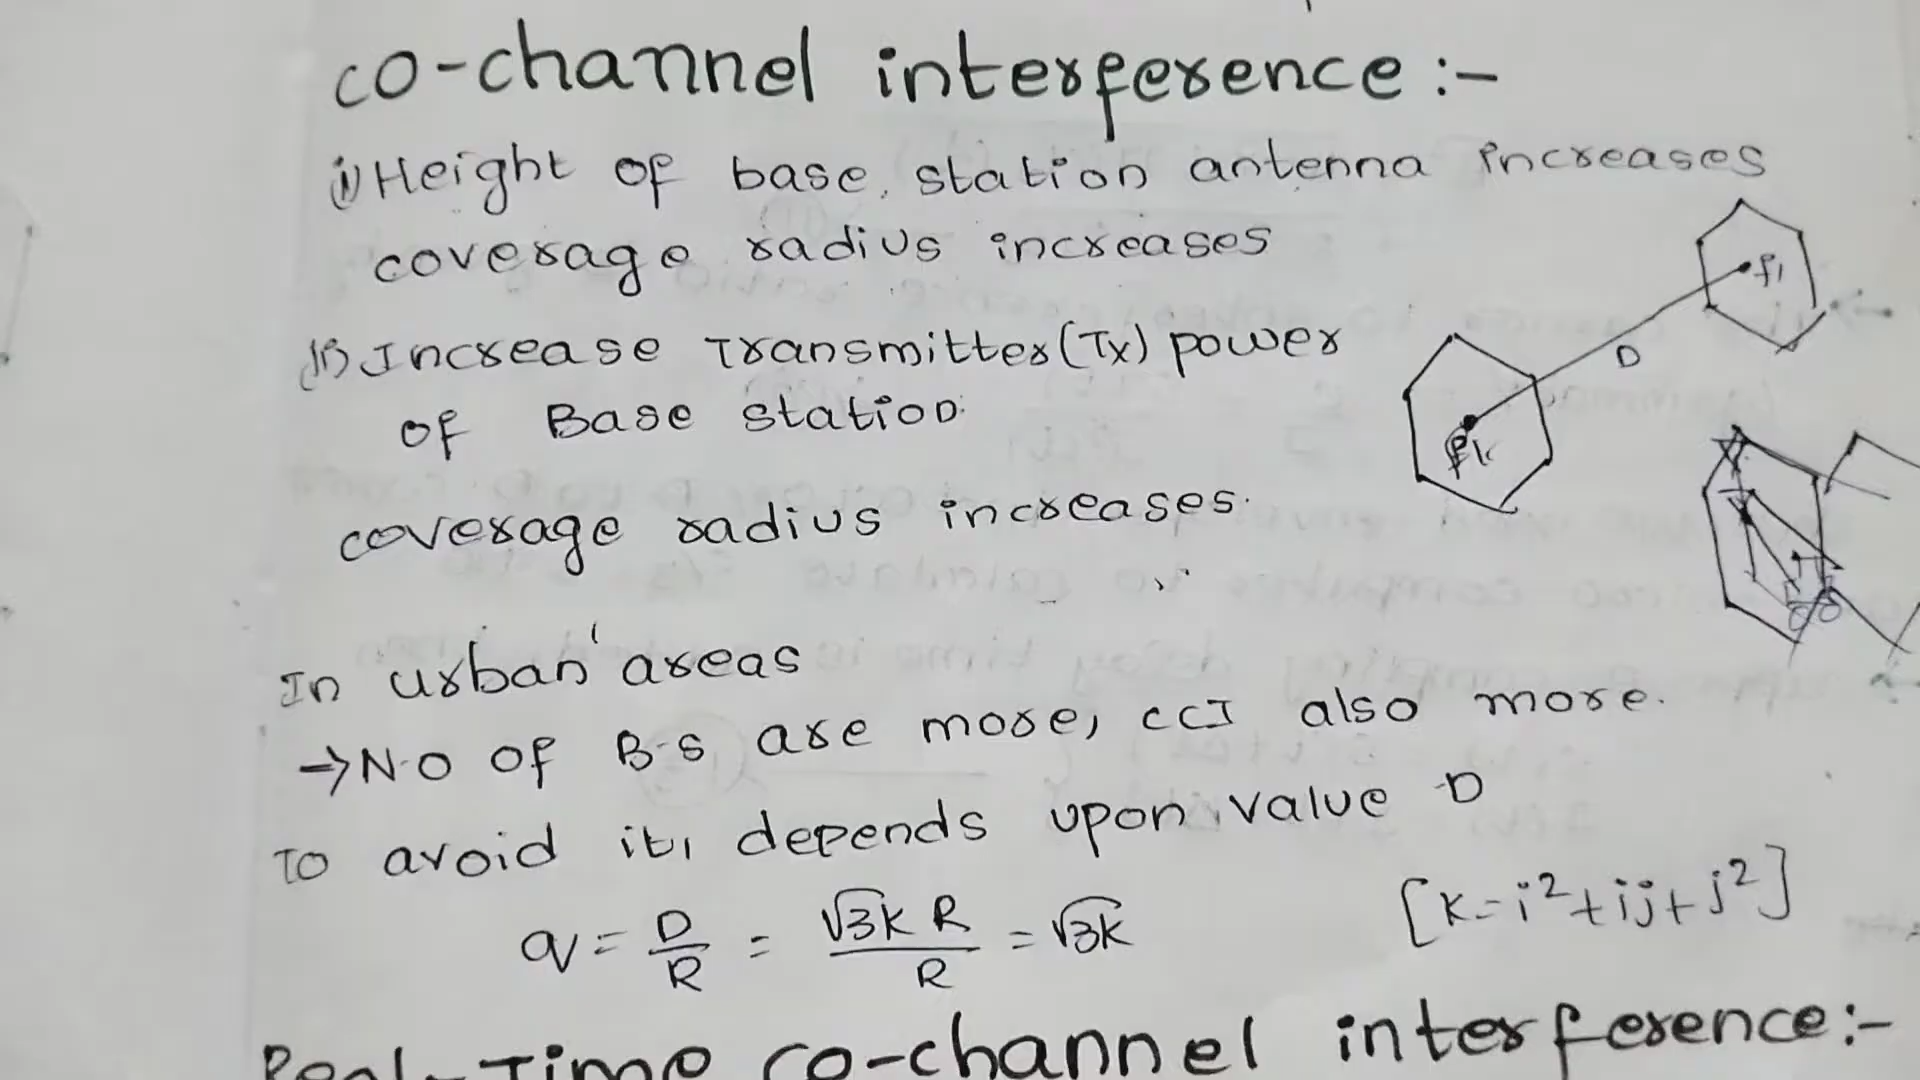 co-channel interference:-
i) Height of base station antenna increases
coverage radius increases
f1
ii) Increase Transmitter (Tx) power
D
of Base station.
f1
coverage radius increases.
In urban areas
→ N.O of B.S are more, CCI also more.
To avoid it, depends upon value D
q = D/R = √3K R/R = √3K [K = i²+ij+j²]
Real-Time co-channel interference:-